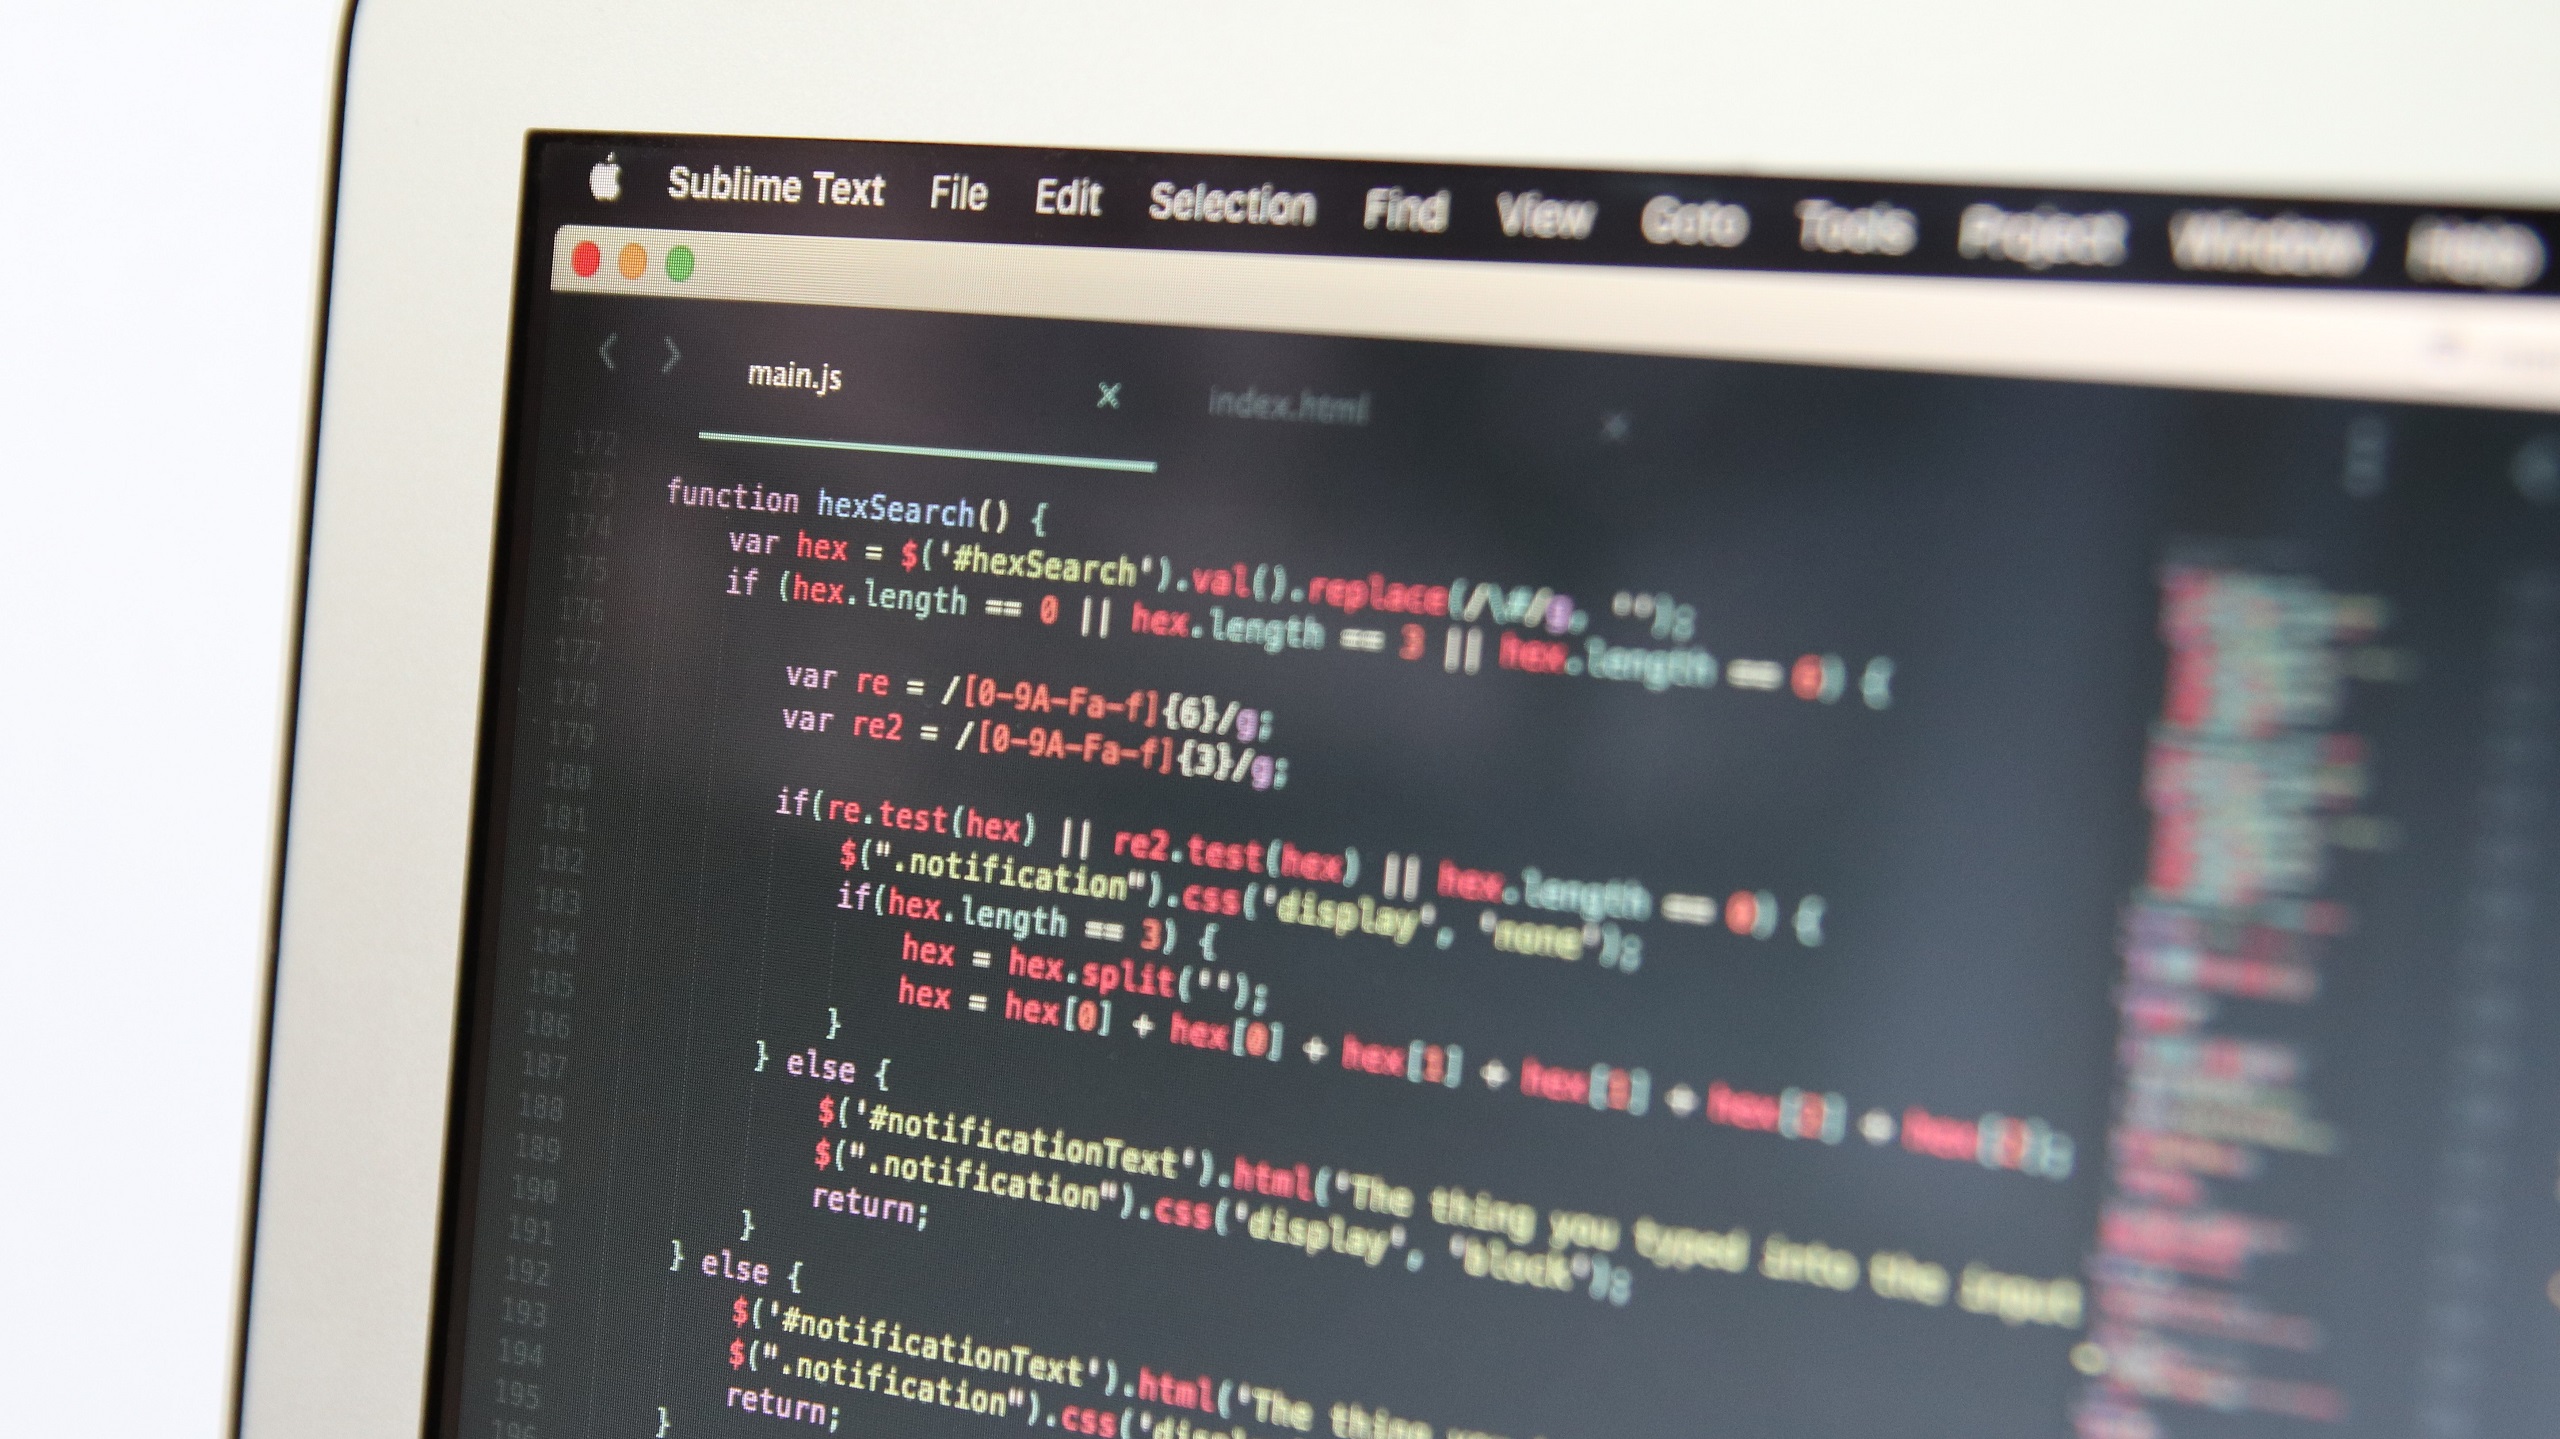 Sublime Text File Edit Selection Find View Goto Tools Project Window Help
main.js × index.html ×
172
173 function hexSearch() {
174 var hex = $('#hexSearch').val().replace(/\#/g, '');
175 if (hex.length == 0 || hex.length == 3 || hex.length == 6) {
176
177 var re = /[0-9A-Fa-f]{6}/g;
178 var re2 = /[0-9A-Fa-f]{3}/g;
179
180 if(re.test(hex) || re2.test(hex) || hex.length == 0) {
181 $(".notification").css('display', 'none');
182 if(hex.length == 3) {
183 hex = hex.split('');
184 hex = hex[0] + hex[0] + hex[1] + hex[1] + hex[2] + hex[2];
185 }
186 } else {
187 $('#notificationText').html('The thing you typed into the input
188 $(".notification").css('display', 'block');
189 return;
190 }
191 } else {
192 $('#notificationText').html('The thing you
193 $(".notification").css('
194 return;
195 }
196